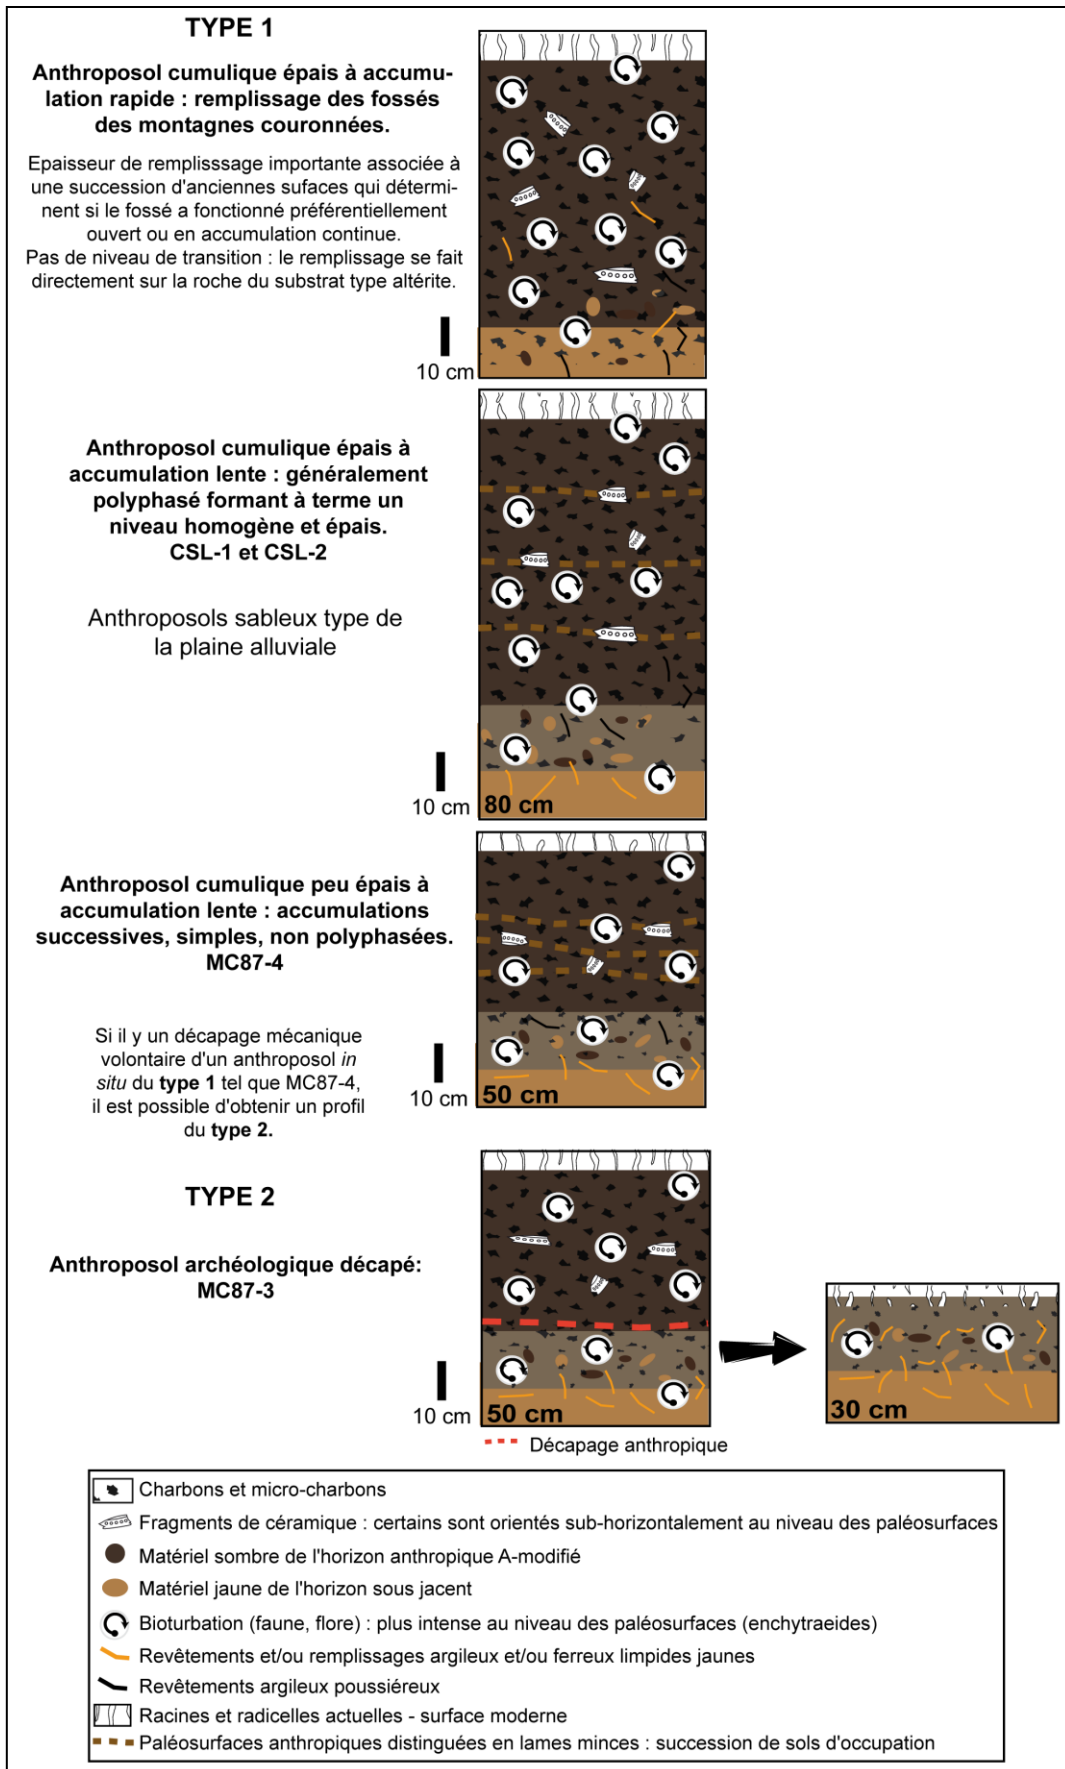 TYPE 1
Anthroposol cumulique épais à accumu-
lation rapide : remplissage des fossés
des montagnes couronnées.
Epaisseur de remplisssage importante associée à
une succession d'anciennes sufaces qui détermi-
nent si le fossé a fonctionné préférentiellement
ouvert ou en accumulation continue.
Pas de niveau de transition : le remplissage se fait
directement sur la roche du substrat type altérite.
10 cm
Anthroposol cumulique épais à
accumulation lente : généralement
polyphasé formant à terme un
niveau homogène et épais.
CSL-1 et CSL-2
Anthroposols sableux type de
la plaine alluviale
10 cm
80 cm
Anthroposol cumulique peu épais à
accumulation lente : accumulations
successives, simples, non polyphasées.
MC87-4
Si il y un décapage mécanique
volontaire d'un anthroposol in
situ du type 1 tel que MC87-4,
il est possible d'obtenir un profil
du type 2.
10 cm
50 cm
TYPE 2
Anthroposol archéologique décapé:
MC87-3
10 cm
50 cm
30 cm
Décapage anthropique
Charbons et micro-charbons
Fragments de céramique : certains sont orientés sub-horizontalement au niveau des paléosurfaces
Matériel sombre de l'horizon anthropique A-modifié
Matériel jaune de l'horizon sous jacent
Bioturbation (faune, flore) : plus intense au niveau des paléosurfaces (enchytraeides)
Revêtements et/ou remplissages argileux et/ou ferreux limpides jaunes
Revêtements argileux poussiéreux
Racines et radicelles actuelles - surface moderne
Paléosurfaces anthropiques distinguées en lames minces : succession de sols d'occupation